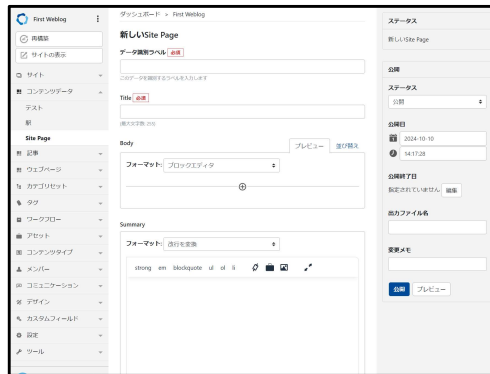 First Weblog
再構築
サイトの表示
サイト
コンテンツデータ
テスト
駅
Site Page
記事
ウェブページ
カテゴリセット
タグ
ワークフロー
アセット
コンテンツタイプ
メンバー
コミュニケーション
デザイン
カスタムフィールド
設定
ツール
ダッシュボード > First Weblog
新しいSite Page
データ識別ラベル 必須
このデータを識別するラベルを入力します
Title 必須
(最大文字数: 255)
Body
プレビュー 並び替え
フォーマット: ブロックエディタ
Summary
フォーマット: 改行を変換
strong em blockquote ul ol li
ステータス
新しいSite Page
公開
ステータス
公開
公開日
2024-10-10
14:17:28
公開終了日
指定されていません 編集
出力ファイル名
変更メモ
公開 プレビュー